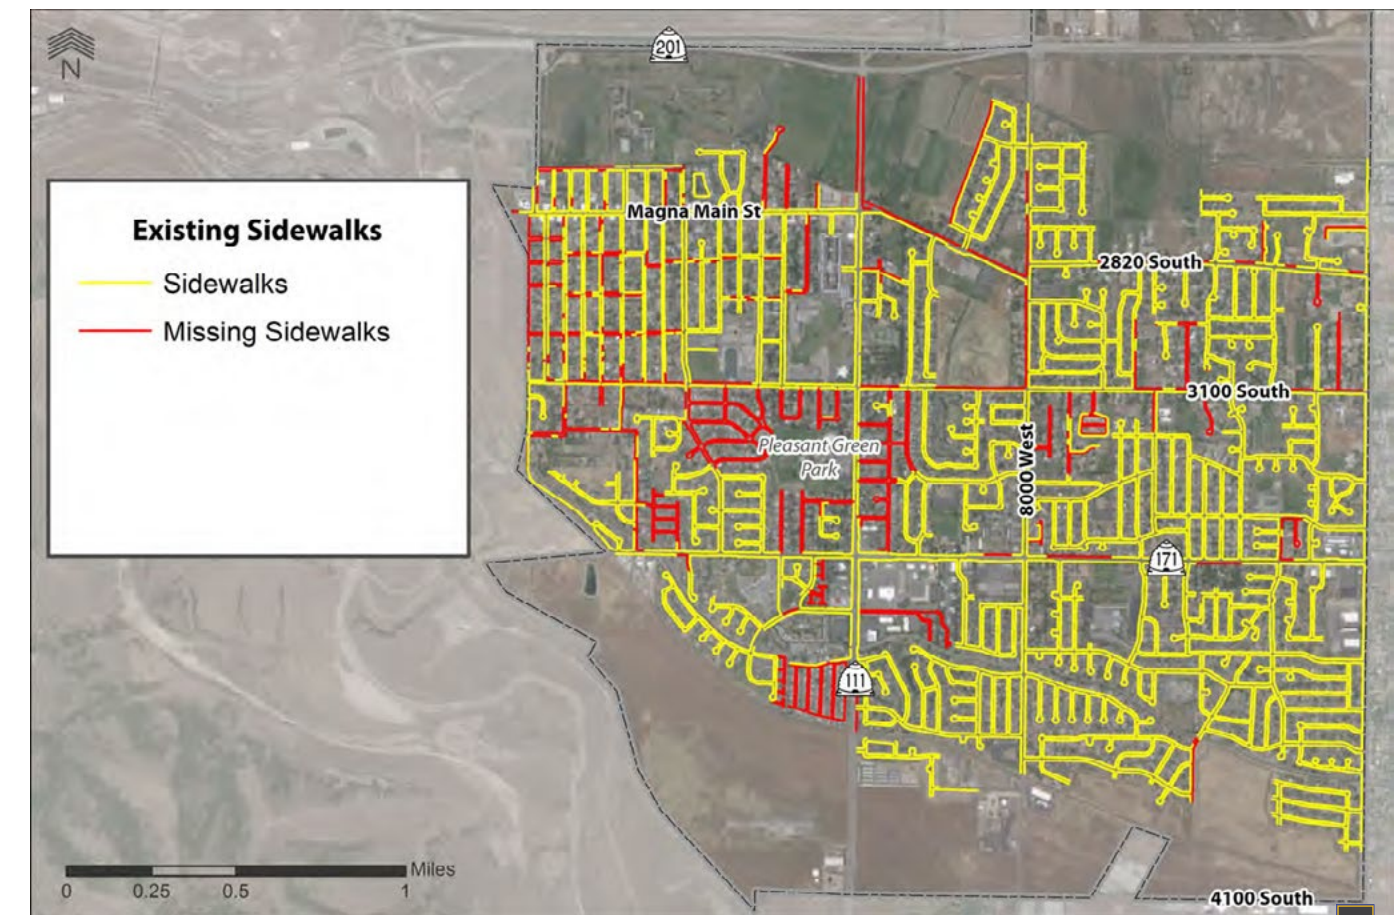 N
201
Existing Sidewalks
Sidewalks
Missing Sidewalks
Magna Main St
2820 South
3100 South
Pleasant Green
Park
8000 West
171
111
Miles
0 0.25 0.5 1
4100 South